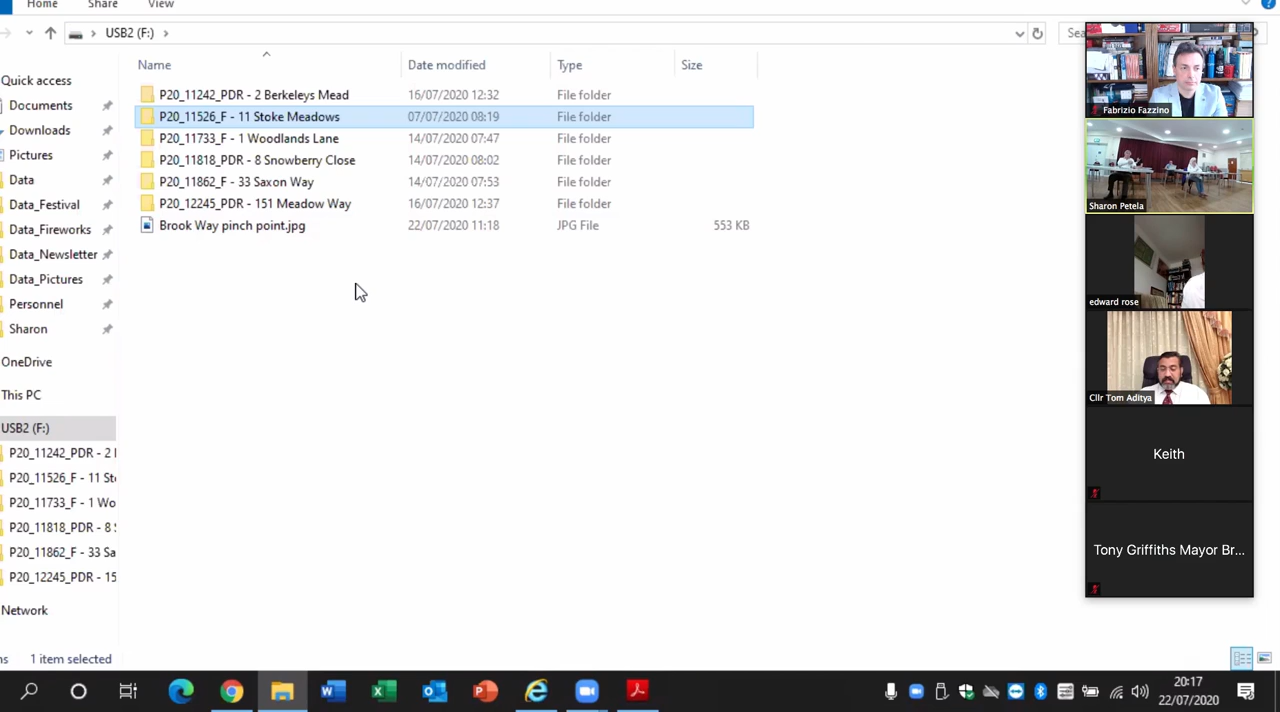 Home Share View
USB2 (F:)
Sea
Name Date modified Type Size
P20_11242_PDR - 2 Berkeleys Mead 16/07/2020 12:32 File folder
P20_11526_F - 11 Stoke Meadows 07/07/2020 08:19 File folder
P20_11733_F - 1 Woodlands Lane 14/07/2020 07:47 File folder
P20_11818_PDR - 8 Snowberry Close 14/07/2020 08:02 File folder
P20_11862_F - 33 Saxon Way 14/07/2020 07:53 File folder
P20_12245_PDR - 151 Meadow Way 16/07/2020 12:37 File folder
Brook Way pinch point.jpg 22/07/2020 11:18 JPG File 553 KB
Quick access
Documents
Downloads
Pictures
Data
Data_Festival
Data_Fireworks
Data_Newsletter
Data_Pictures
Personnel
Sharon
OneDrive
This PC
USB2 (F:)
P20_11242_PDR - 2 
P20_11526_F - 11 Sto
P20_11733_F - 1 Wo
P20_11818_PDR - 8 S
P20_11862_F - 33 Sa
P20_12245_PDR - 15
Network
ns 1 item selected
Fabrizio Fazzino
Sharon Petela
edward rose
Cllr Tom Aditya
Keith
Tony Griffiths Mayor Br...
20:17
22/07/2020